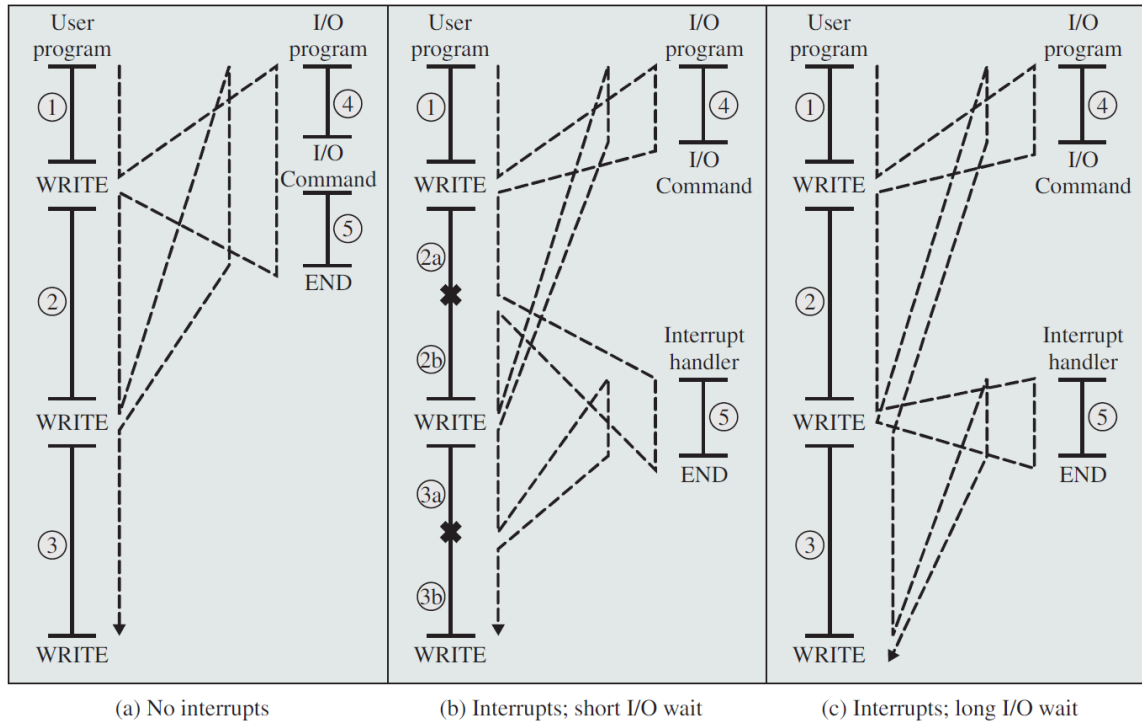 User
program
I/O
program
①
④
I/O
Command
WRITE
⑤
END
②
WRITE
③
WRITE
(a) No interrupts
User
program
I/O
program
①
④
I/O
Command
WRITE
2a
2b
Interrupt
handler
⑤
END
WRITE
3a
3b
WRITE
(b) Interrupts; short I/O wait
User
program
I/O
program
①
④
I/O
Command
WRITE
②
Interrupt
handler
⑤
END
WRITE
③
WRITE
(c) Interrupts; long I/O wait